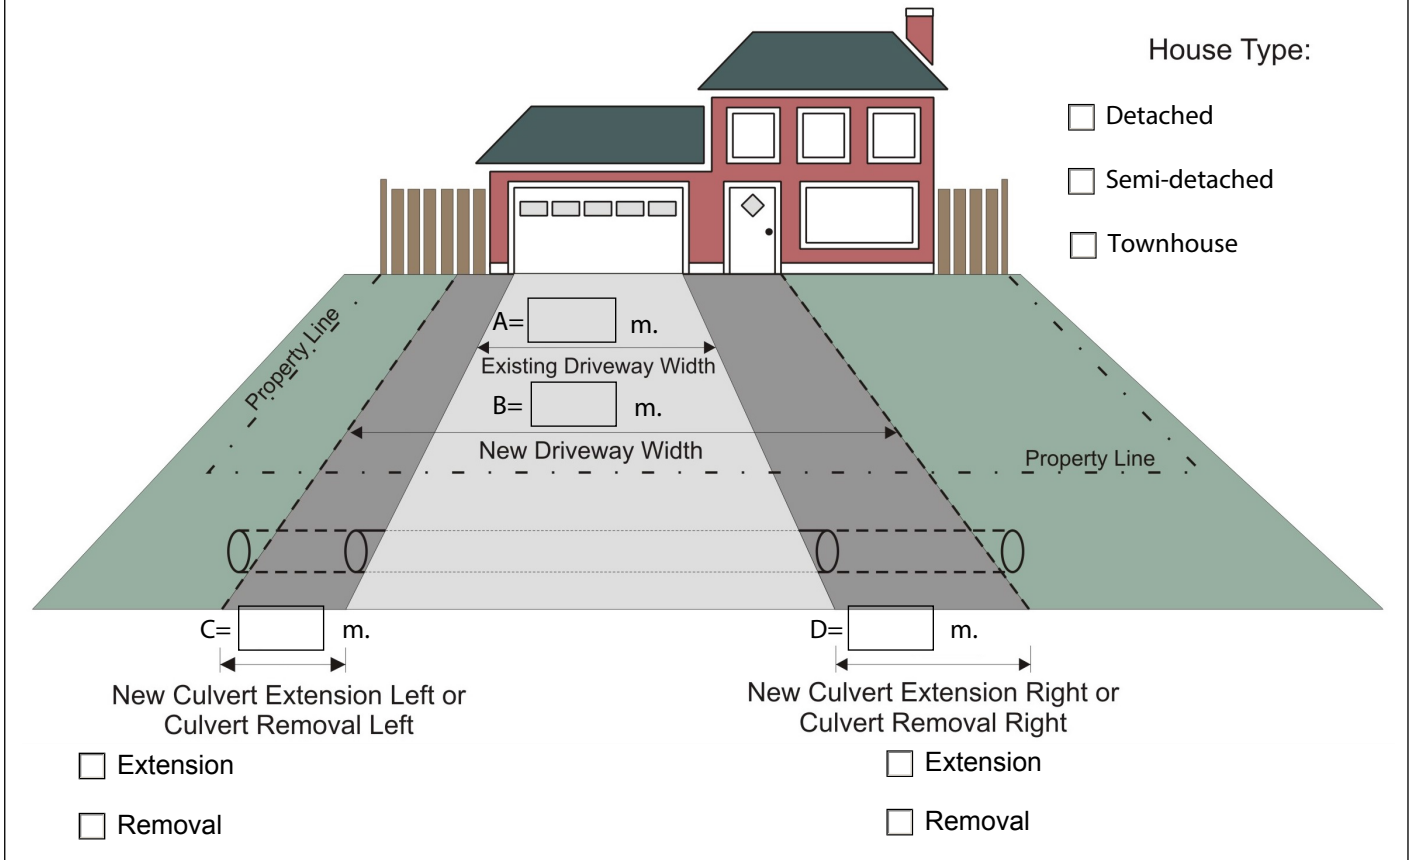 House Type:
Detached
Semi-detached
Townhouse
Property Line
A= m.
Existing Driveway Width
B= m.
New Driveway Width
Property Line
C= m.
New Culvert Extension Left or
Culvert Removal Left
Extension
Removal
D= m.
New Culvert Extension Right or
Culvert Removal Right
Extension
Removal